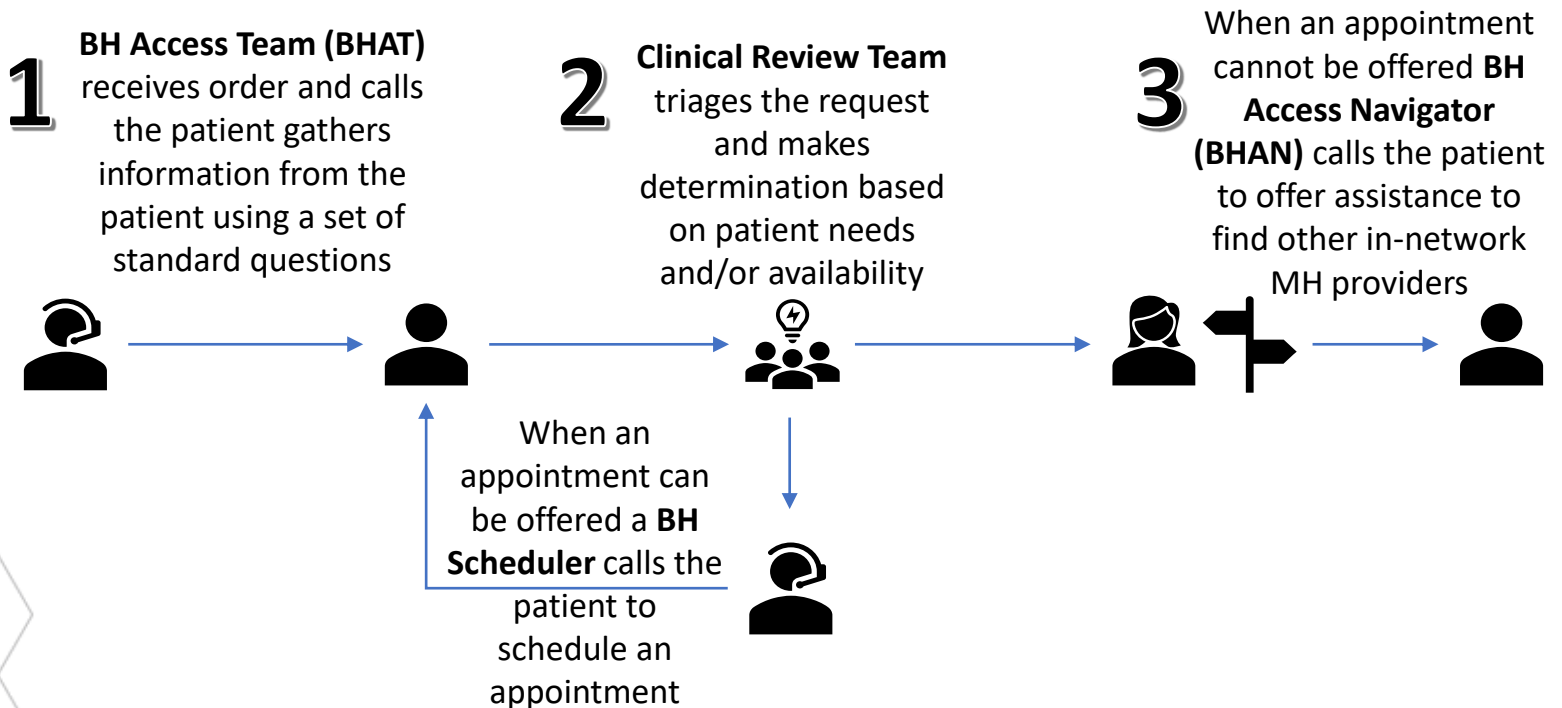 1
BH Access Team (BHAT)
receives order and calls
the patient gathers
information from the
patient using a set of
standard questions
2
Clinical Review Team
triages the request
and makes
determination based
on patient needs
and/or availability
3
When an appointment
cannot be offered BH
Access Navigator
(BHAN) calls the patient
to offer assistance to
find other in-network
MH providers
When an
appointment can
be offered a BH
Scheduler calls the
patient to
schedule an
appointment